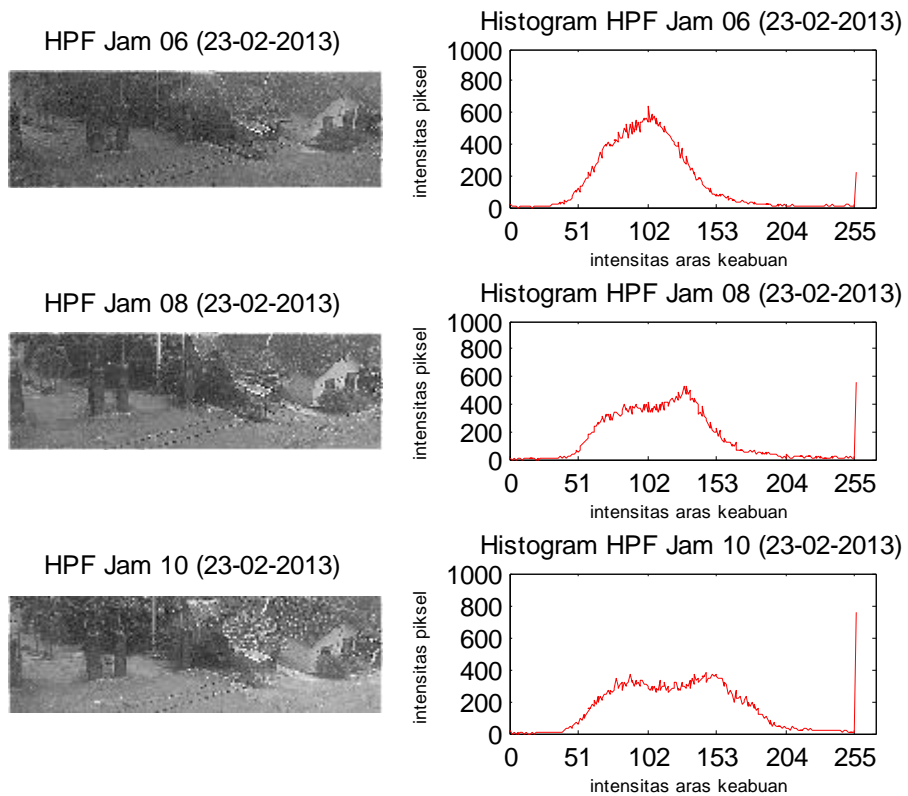 HPF Jam 06 (23-02-2013)
Histogram HPF Jam 06 (23-02-2013)
intensitas piksel
1000
800
600
400
200
0
0 51 102 153 204 255
intensitas aras keabuan
HPF Jam 08 (23-02-2013)
Histogram HPF Jam 08 (23-02-2013)
intensitas piksel
1000
800
600
400
200
0
0 51 102 153 204 255
intensitas aras keabuan
HPF Jam 10 (23-02-2013)
Histogram HPF Jam 10 (23-02-2013)
intensitas piksel
1000
800
600
400
200
0
0 51 102 153 204 255
intensitas aras keabuan